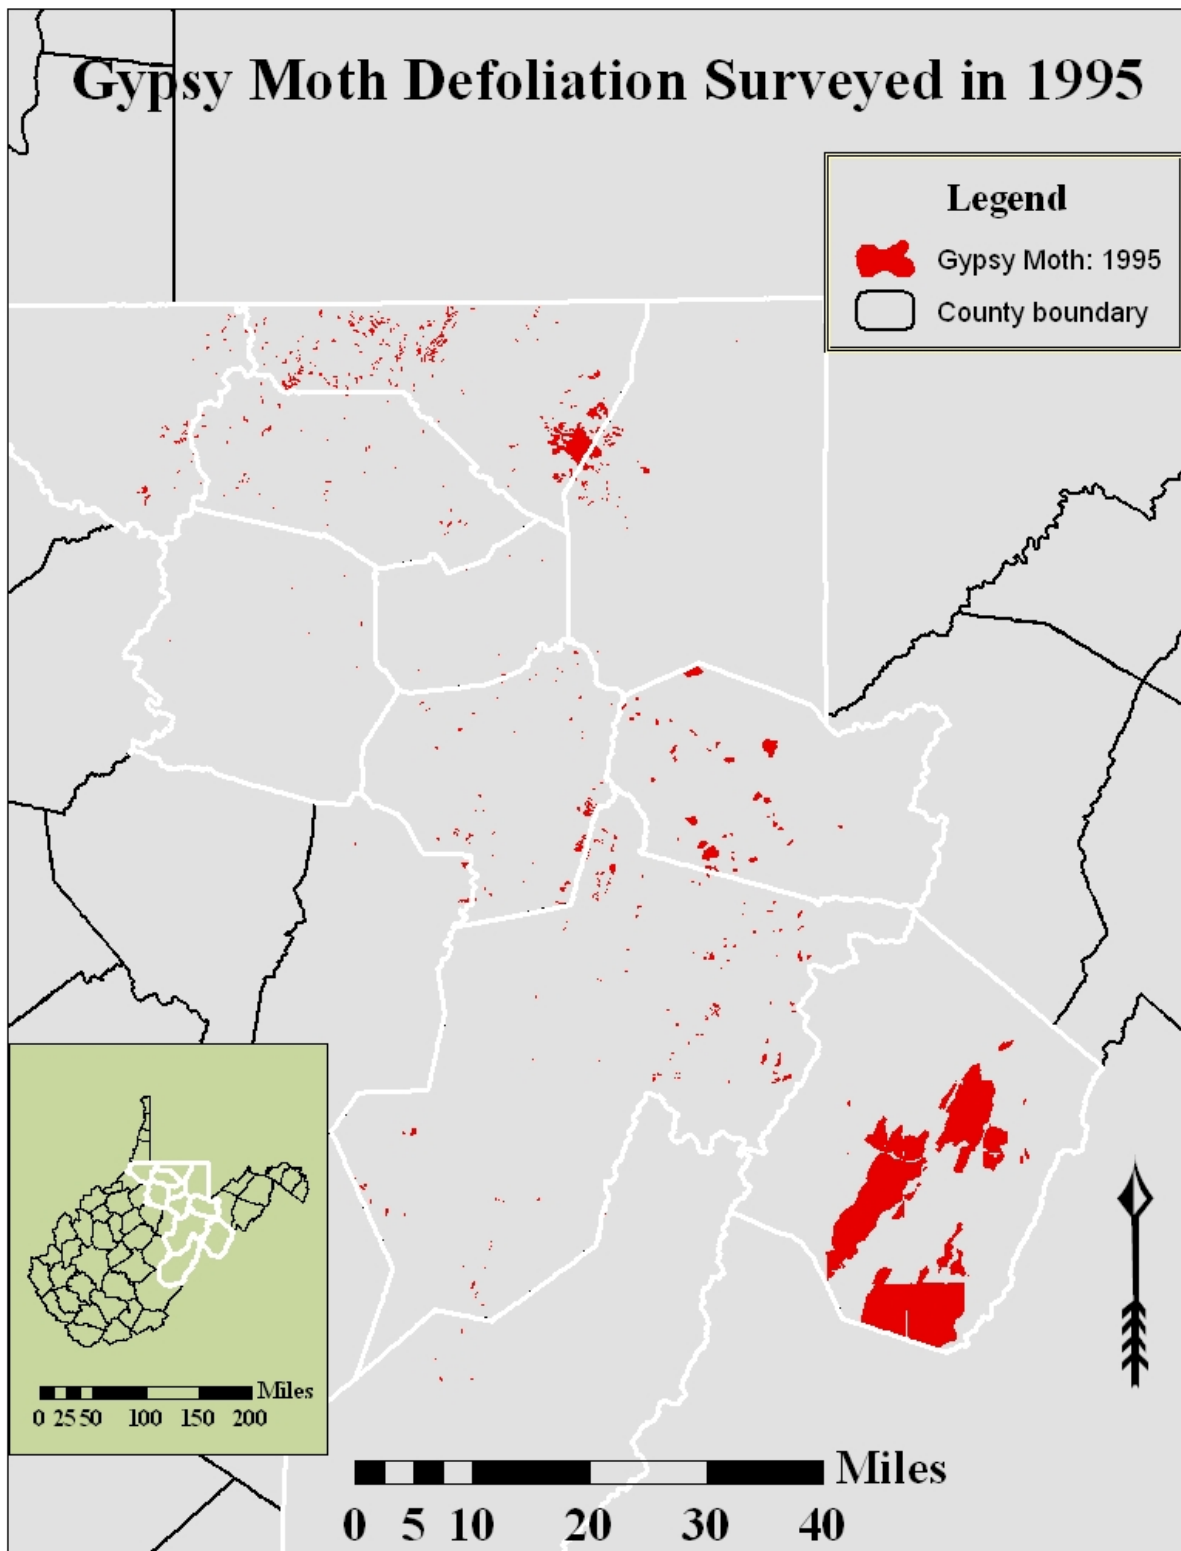 Gypsy Moth Defoliation Surveyed in 1995
Legend
Gypsy Moth: 1995
County boundary
Miles
0 25 50 100 150 200
Miles
0 5 10 20 30 40